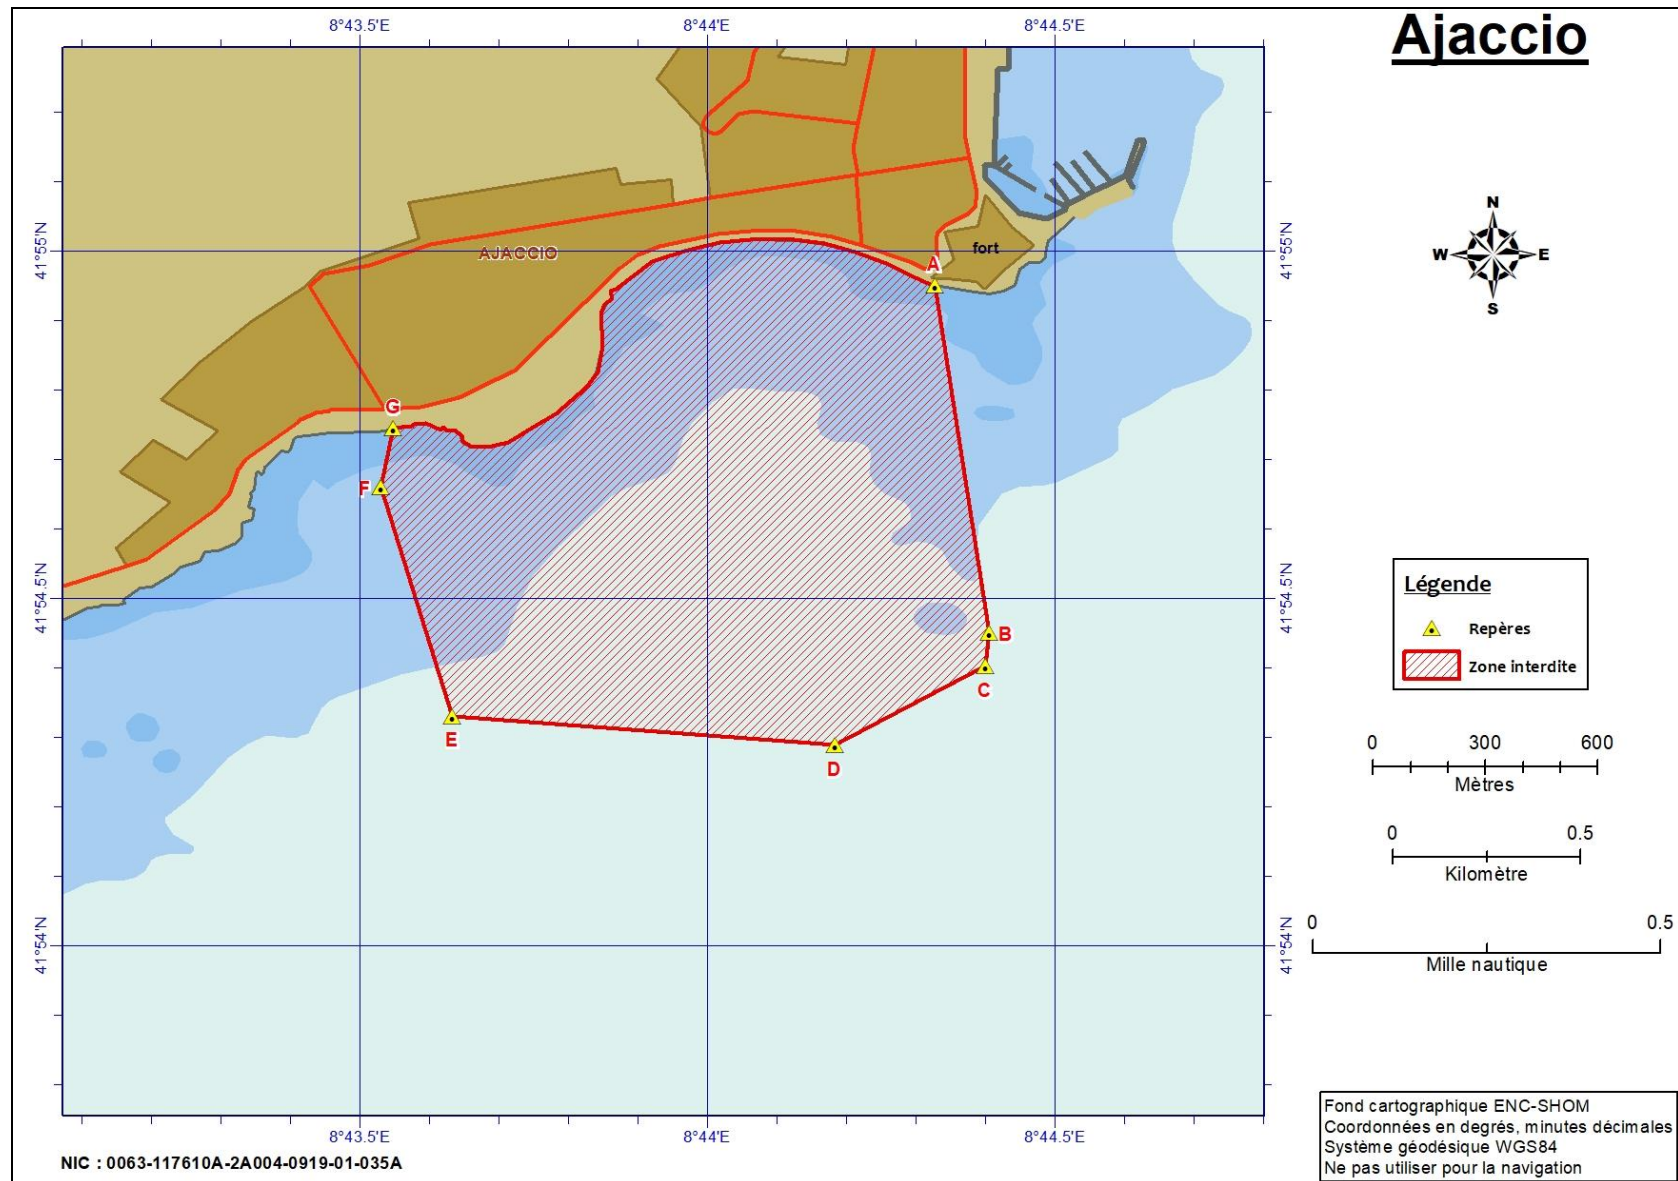 Ajaccio
8°43.5'E
8°44'E
8°44.5'E
N
W
E
S
41°55'N
41°55'N
AJACCIO
fort
A
G
F
41°54.5'N
41°54.5'N
B
C
E
D
Légende
Repères
Zone interdite
0 300 600
Mètres
0 0.5
Kilomètre
0 0.5
Mille nautique
41°54'N
41°54'N
8°43.5'E
8°44'E
8°44.5'E
NIC : 0063-117610A-2A004-0919-01-035A
Fond cartographique ENC-SHOM
Coordonnées en degrés, minutes décimales
Système géodésique WGS84
Ne pas utiliser pour la navigation